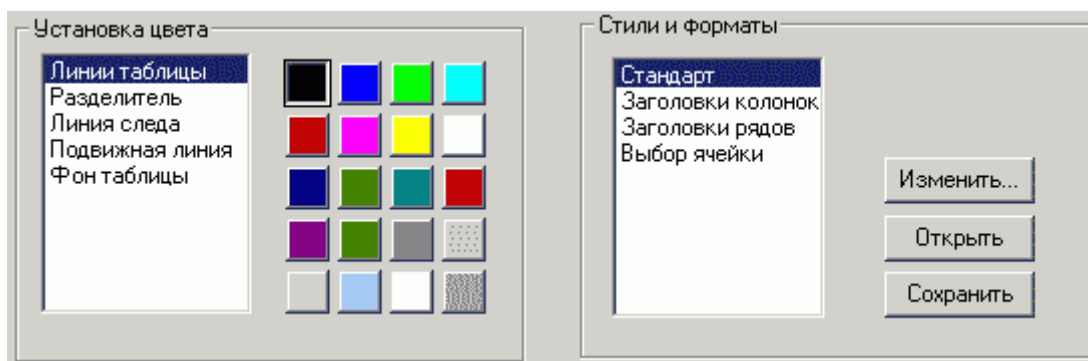 Установка цвета
Линии таблицы
Разделитель
Линия следа
Подвижная линия
Фон таблицы
Стили и форматы
Стандарт
Заголовки колонок
Заголовки рядов
Выбор ячейки
Изменить...
Открыть
Сохранить